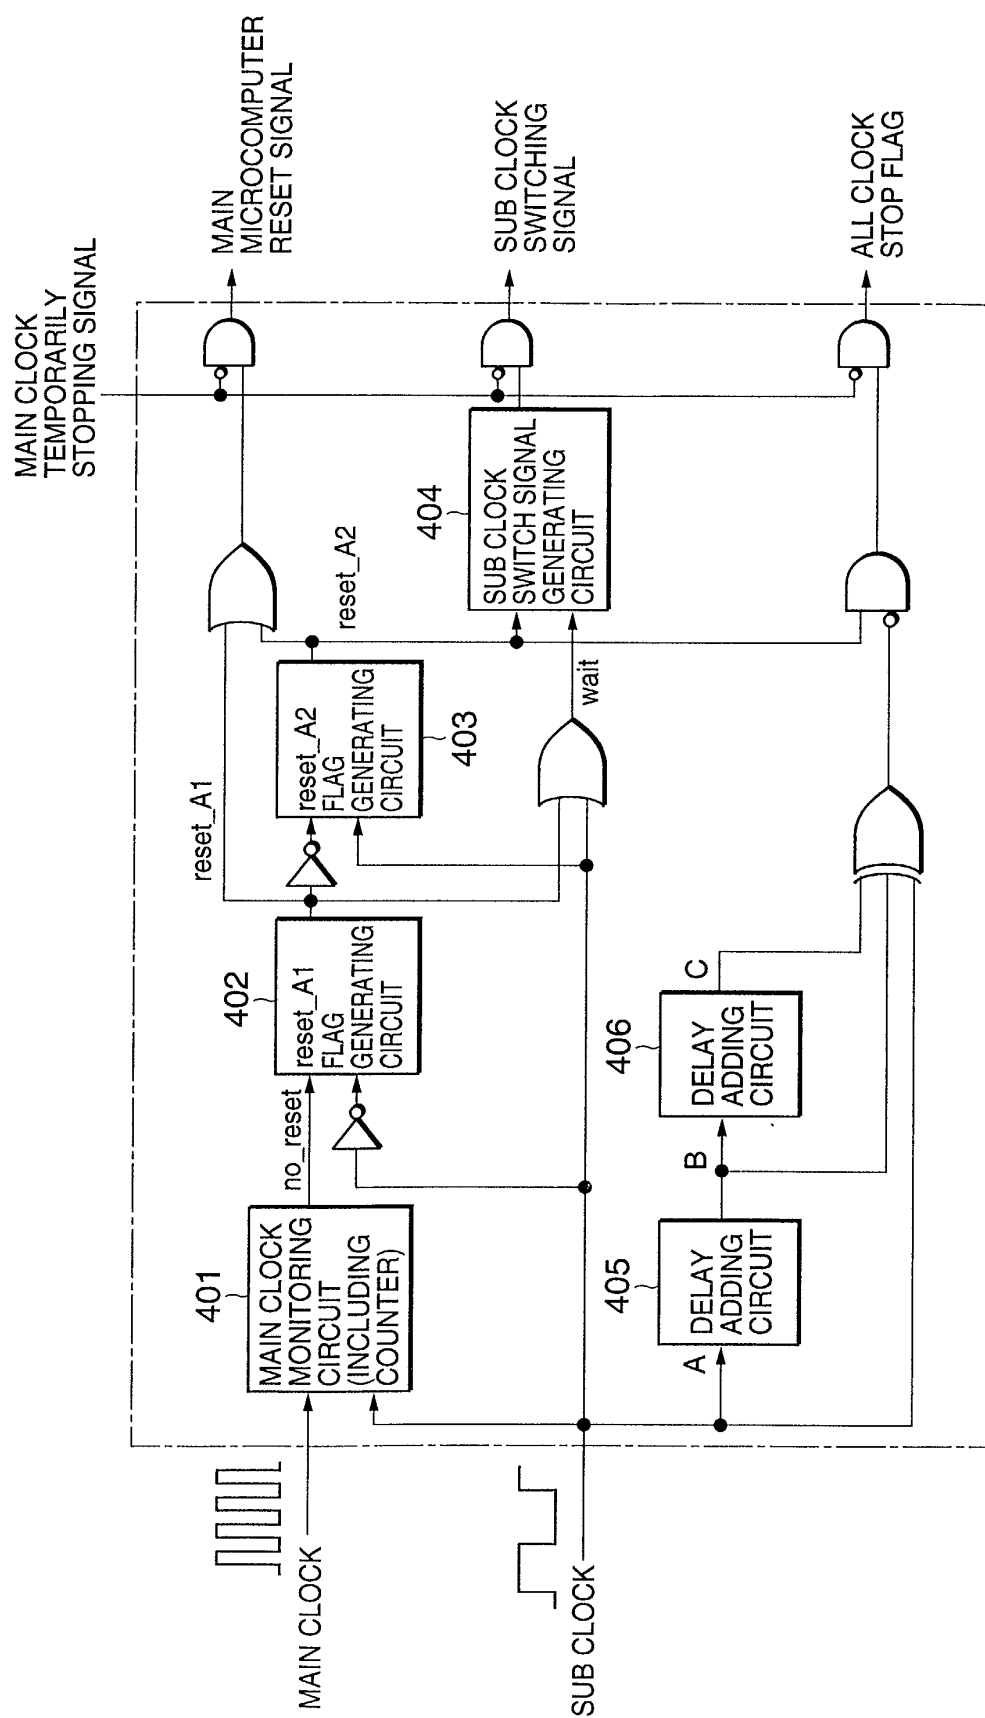 MAIN CLOCK
TEMPORARILY
STOPPING SIGNAL
MAIN
MICROCOMPUTER
RESET SIGNAL
SUB CLOCK
SWITCHING
SIGNAL
ALL CLOCK
STOP FLAG
MAIN CLOCK
SUB CLOCK
401
MAIN CLOCK
MONITORING
CIRCUIT
(INCLUDING
COUNTER)
no_reset
402
reset_A1
FLAG
GENERATING
CIRCUIT
reset_A1
403
reset_A2
FLAG
GENERATING
CIRCUIT
reset_A2
404
SUB CLOCK
SWITCH SIGNAL
GENERATING
CIRCUIT
wait
A
405
DELAY
ADDING
CIRCUIT
B
406
DELAY
ADDING
CIRCUIT
C